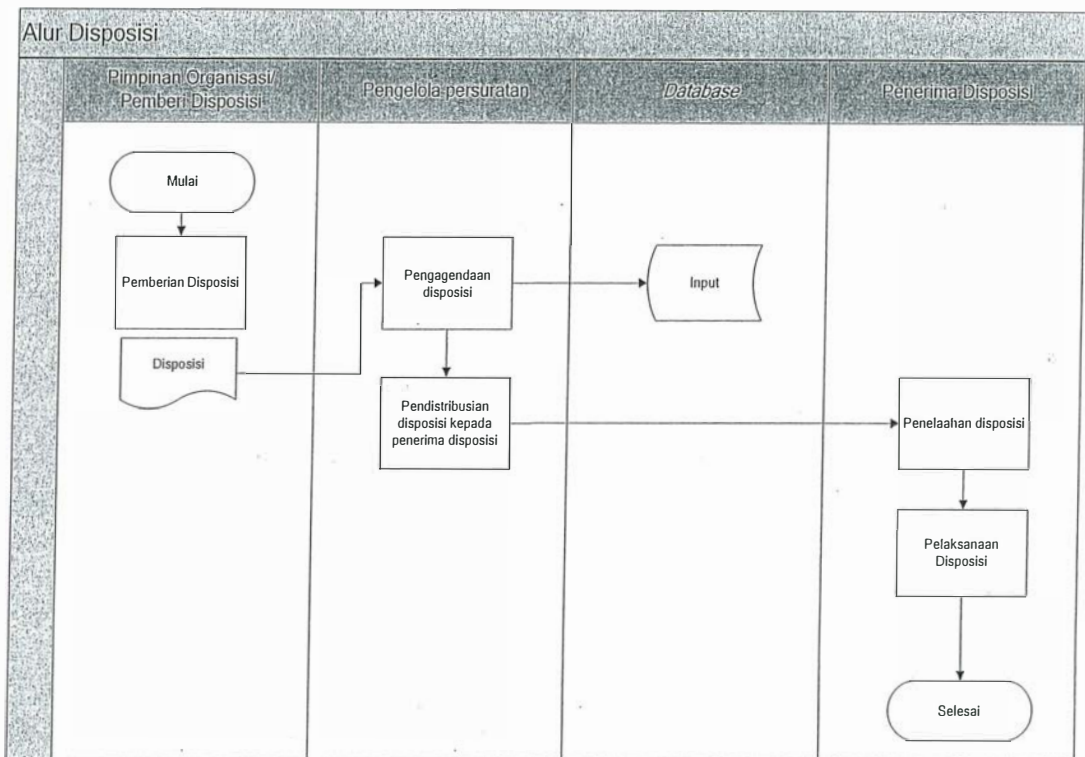 Alur Disposisi
Pimpinan Organisasi/
Pemberi Disposisi
Pengelola persuratan
Database
Penerima Disposisi
Mulai
Pemberian Disposisi
Disposisi
Pengagendaan
disposisi
Input
Pendistribusian
disposisi kepada
penerima disposisi
Penelaahan disposisi
Pelaksanaan
Disposisi
Selesai